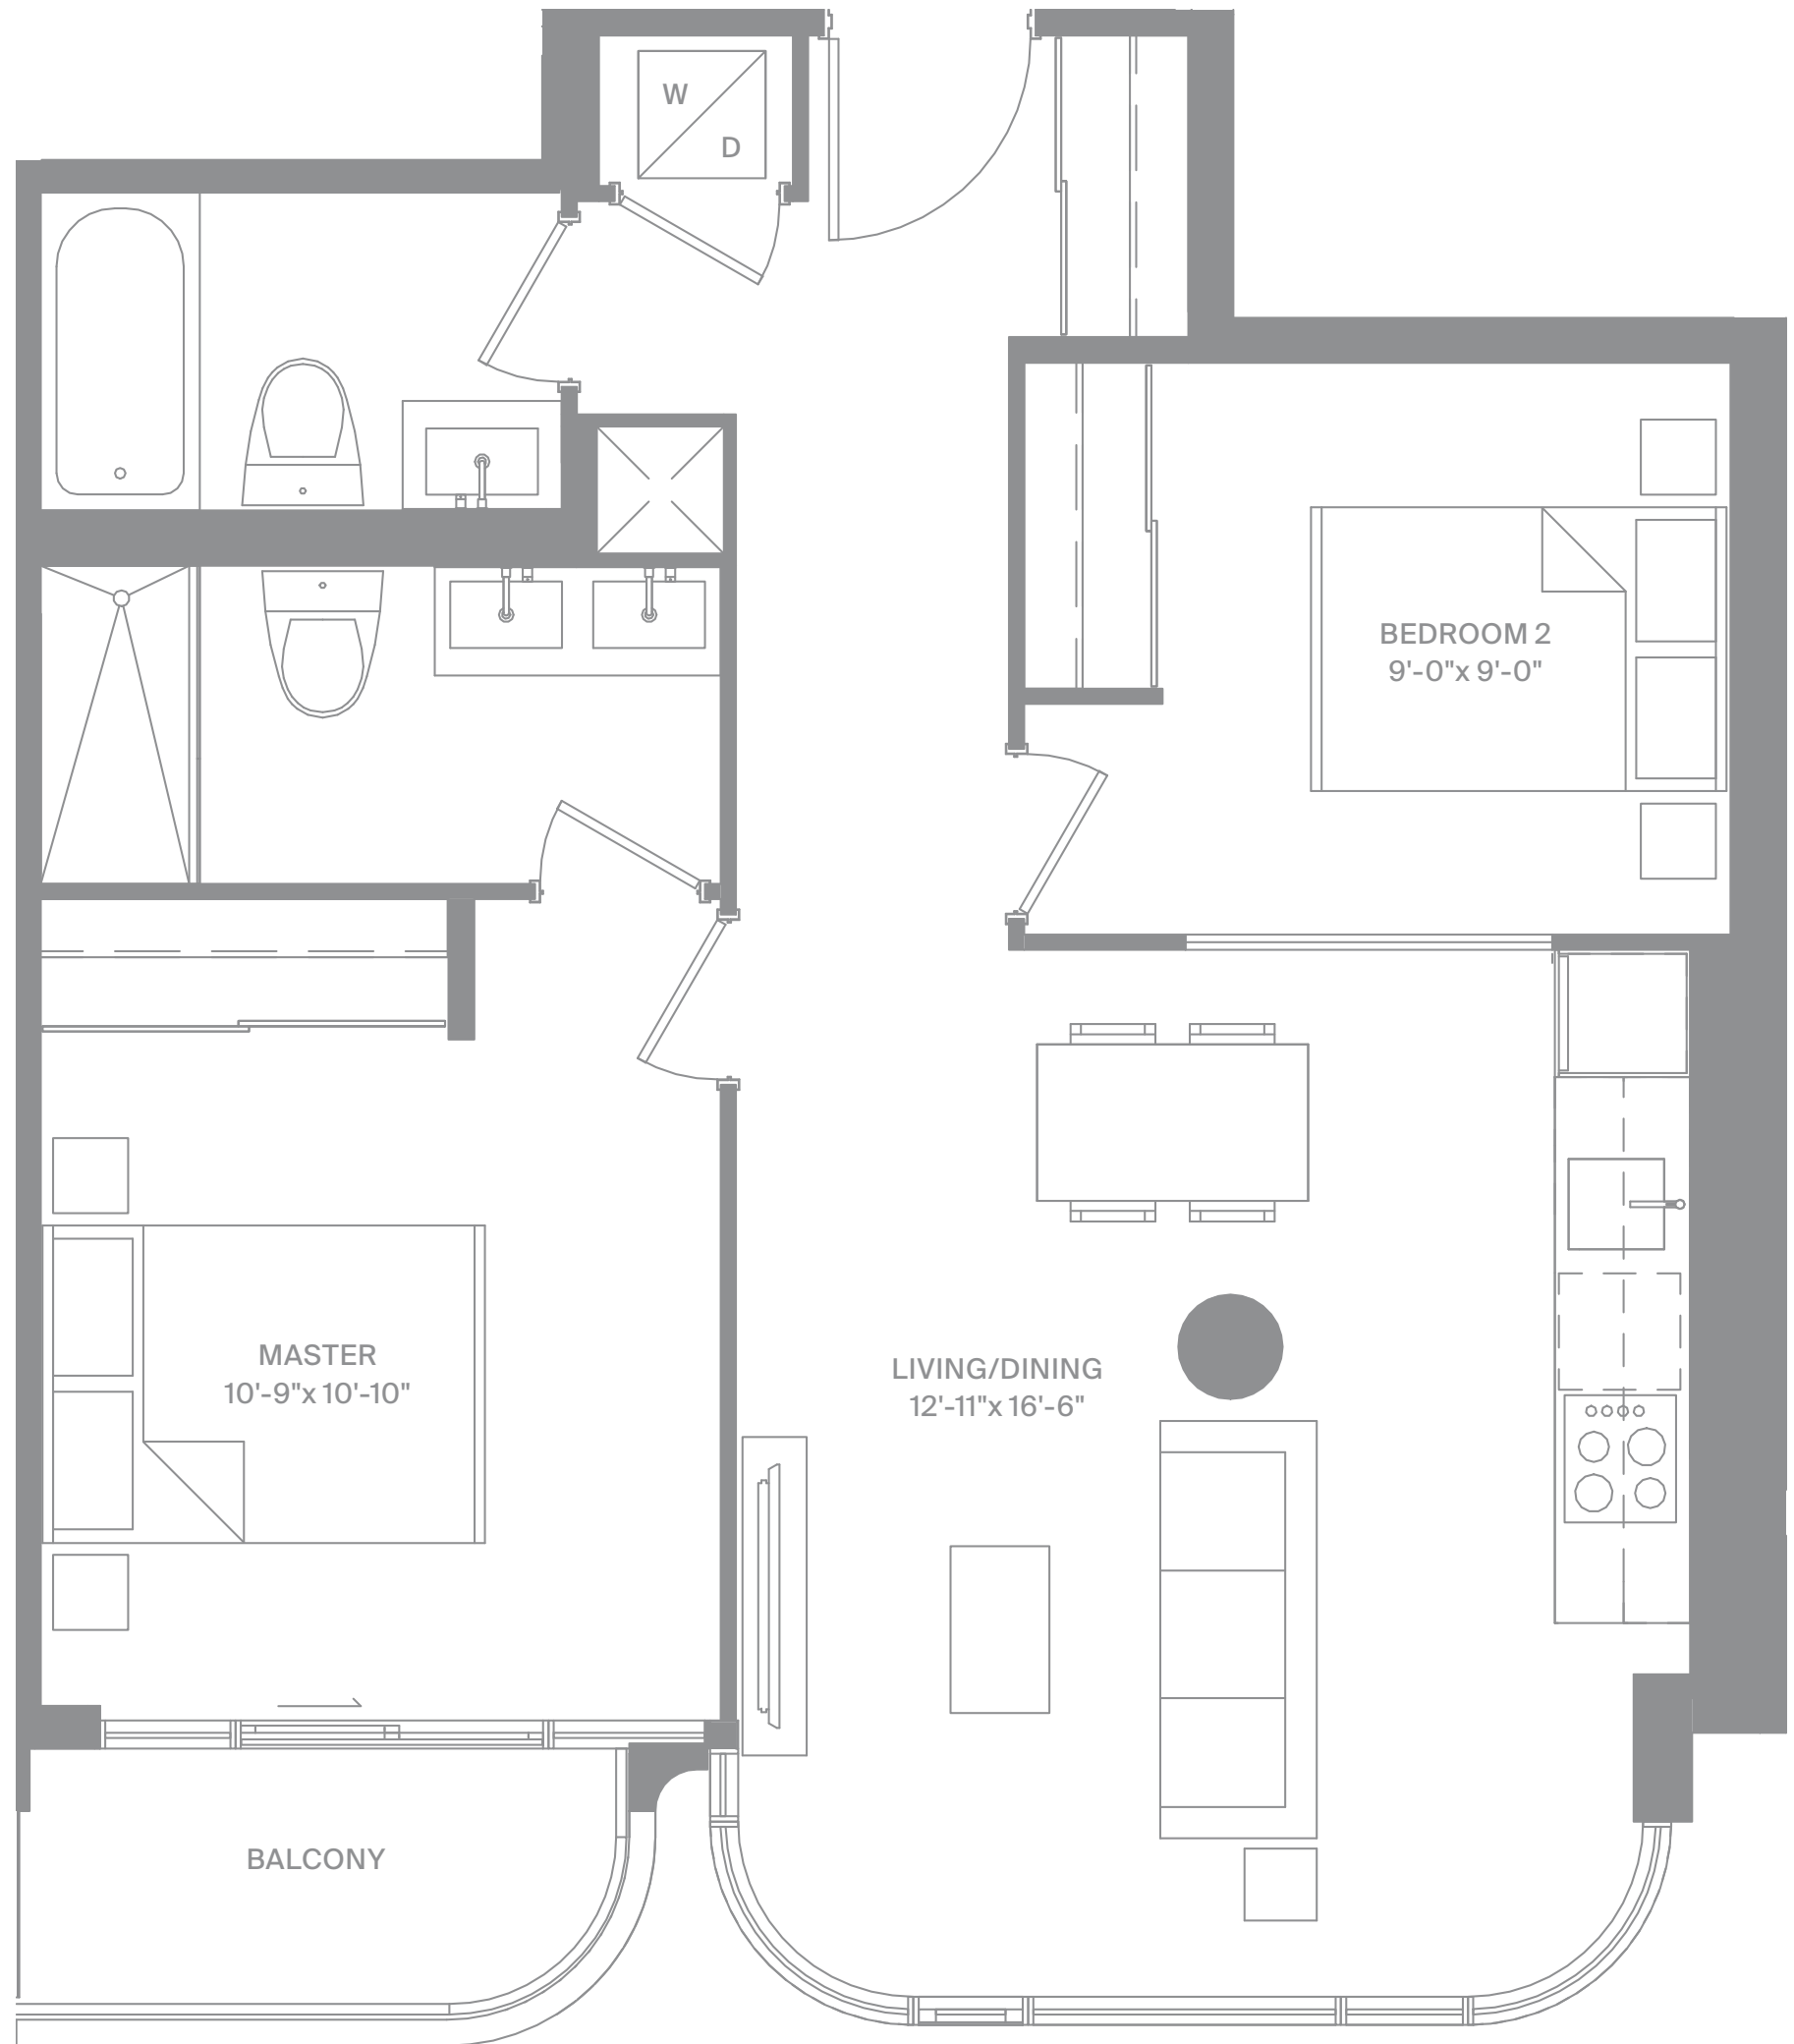 W
D
BEDROOM 2
9'-0"x 9'-0"
MASTER
10'-9"x 10'-10"
LIVING/DINING
12'-11"x 16'-6"
BALCONY